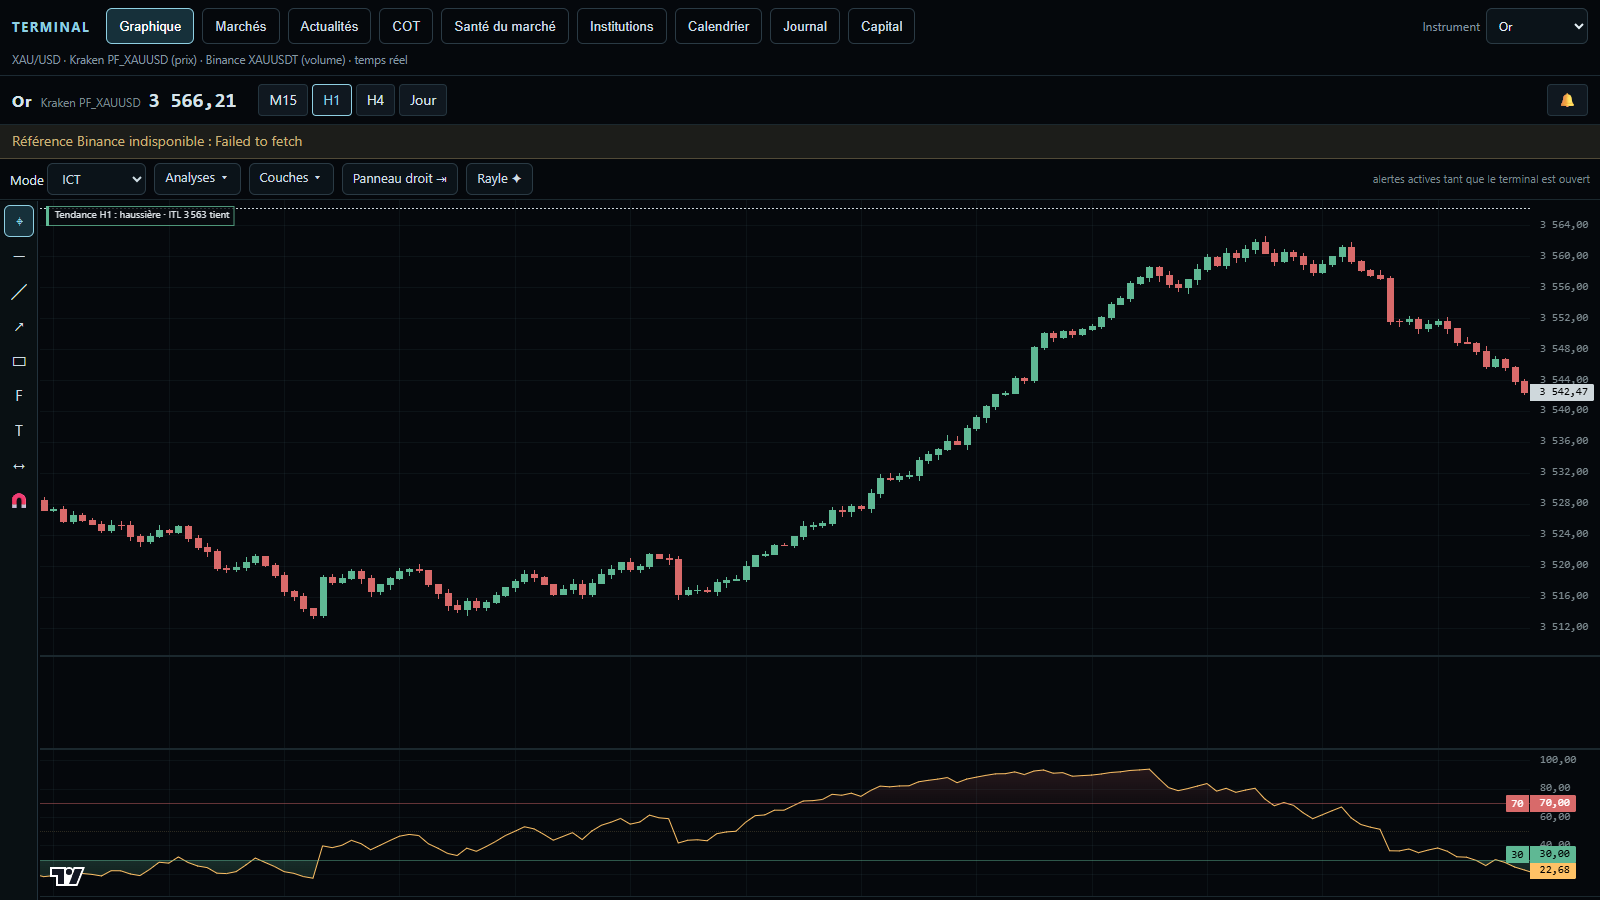 TERMINAL Graphique Marchés Actualités COT Santé du marché Institutions Calendrier Journal Capital Instrument Or
XAU/USD · Kraken PF_XAUUSD (prix) · Binance XAUUSDT (volume) · temps réel
Or Kraken PF_XAUUSD 3 566,21 M15 H1 H4 Jour
Référence Binance indisponible : Failed to fetch
Mode ICT Analyses Couches Panneau droit ⇥ Rayle ✦ alertes actives tant que le terminal est ouvert
Tendance H1 : haussière · ITL 3 563 tient
3 564,00
3 560,00
3 556,00
3 552,00
3 548,00
3 544,00
3 542,47
3 540,00
3 536,00
3 532,00
3 528,00
3 524,00
3 520,00
3 516,00
3 512,00
F
T
100,00
80,00
70 70,00
60,00
40,00
30 30,00
22,68